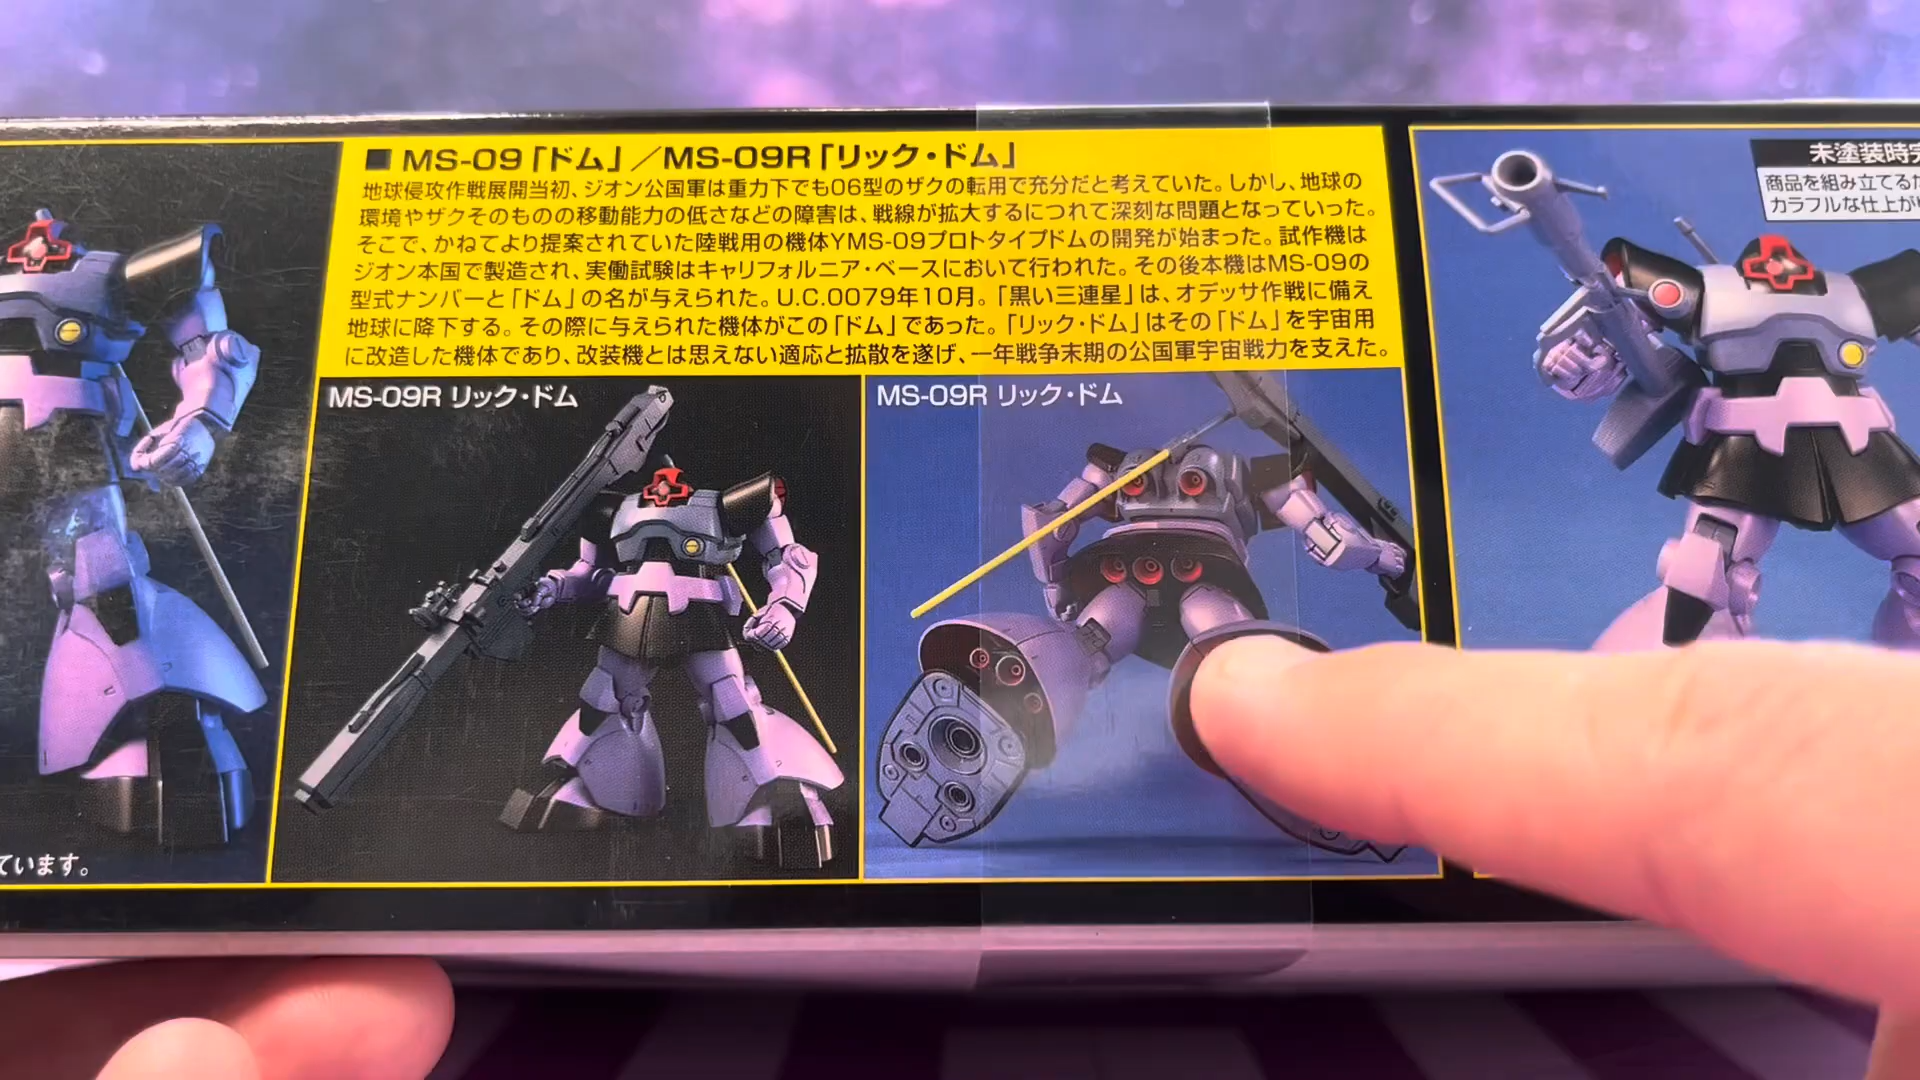 ■ MS-09「ドム」／MS-09R「リック・ドム」
地球侵攻作戦展開当初、ジオン公国軍は重力下でも06型のザクの転用で充分だと考えていた。しかし、地球の
環境やザクそのものの移動能力の低さなどの障害は、戦線が拡大するにつれて深刻な問題となっていった。
そこで、かねてより提案されていた陸戦用の機体YMS-09プロトタイプドムの開発が始まった。試作機は
ジオン本国で製造され、実働試験はキャリフォルニア・ベースにおいて行われた。その後本機はMS-09の
型式ナンバーと「ドム」の名が与えられた。U.C.0079年10月。「黒い三連星」は、オデッサ作戦に備え
地球に降下する。その際に与えられた機体がこの「ドム」であった。「リック・ドム」はその「ドム」を宇宙用
に改造した機体であり、改装機とは思えない適応と拡散を遂げ、一年戦争末期の公国軍宇宙戦力を支えた。
MS-09R リック・ドム
MS-09R リック・ドム
未塗装時完
商品を組み立てるだ
カラフルな仕上が
ています。